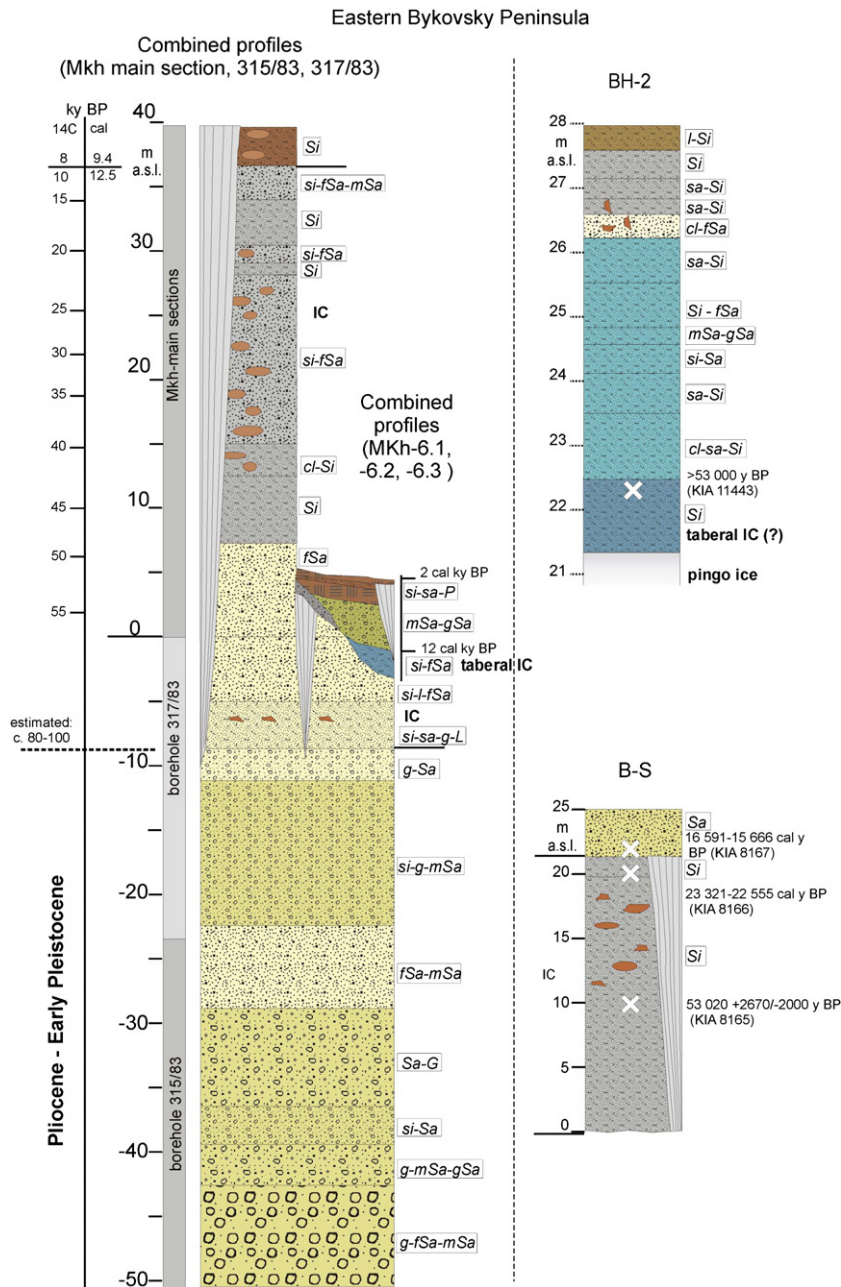 Eastern Bykovsky Peninsula
Combined profiles
(Mkh main section, 315/83, 317/83)
ky BP
14C cal
8 9.4
10 12.5
15
20
25
30
35
40
45
50
55
estimated:
c. 80-100
Pliocene - Early Pleistocene
40
m
a.s.l.
30
20
10
0
-10
-20
-30
-40
-50
Mkh-main sections
borehole 317/83
borehole 315/83
Si
si-fSa-mSa
Si
si-fSa
Si
IC
si-fSa
cl-Si
Si
fSa
Combined
profiles
(MKh-6.1,
-6.2, -6.3 )
2 cal ky BP
si-sa-P
mSa-gSa
12 cal ky BP
si-fSa taberal IC
si-l-fSa
IC
si-sa-g-L
g-Sa
si-g-mSa
fSa-mSa
Sa-G
si-Sa
g-mSa-gSa
g-fSa-mSa
BH-2
28
m
a.s.l.
27
26
25
24
23
22
21
l-Si
Si
sa-Si
sa-Si
cl-fSa
sa-Si
Si - fSa
mSa-gSa
si-Sa
sa-Si
cl-sa-Si
>53 000 y BP
(KIA 11443)
Si
taberal IC (?)
pingo ice
B-S
25
m
a.s.l.
20
15
IC
10
5
0
Sa
16 591-15 666 cal y
BP (KIA 8167)
Si
23 321-22 555 cal y BP
(KIA 8166)
Si
53 020 +2670/-2000 y BP
(KIA 8165)